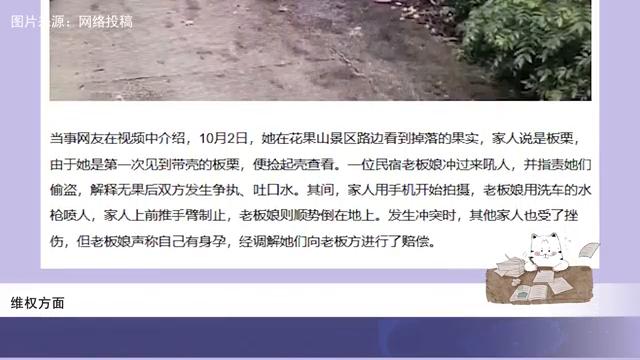 图片来源：网络投稿
当事网友在视频中介绍，10月2日，她在花果山景区路边看到掉落的果实，家人说是板栗，
由于她是第一次见到带壳的板栗，便捡起壳查看。一位民宿老板娘冲过来吼人，并指责她们
偷盗，解释无果后双方发生争执、吐口水。其间，家人用手机开始拍摄，老板娘用洗车的水
枪喷人，家人上前推手臂制止，老板娘则顺势倒在地上。发生冲突时，其他家人也受了挫
伤，但老板娘声称自己有身孕，经调解她们向老板方进行了赔偿。
维权方面